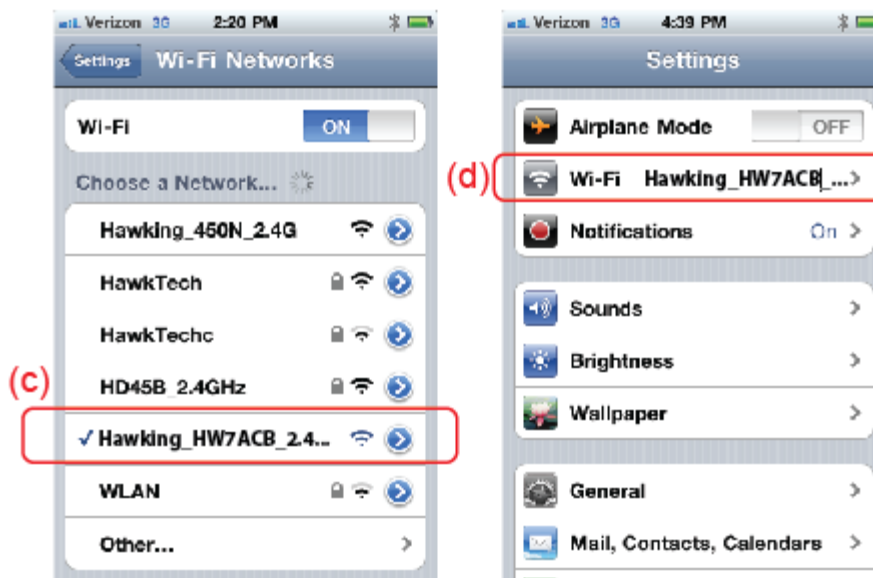 Verizon 3G 2:20 PM
Settings Wi-Fi Networks
Wi-Fi ON
Choose a Network...
Hawking_450N_2.4G
HawkTech
HawkTechc
HD45B_2.4GHz
(c)
✓ Hawking_HW7ACB_2.4...
WLAN
Other...
Verizon 3G 4:39 PM
Settings
Airplane Mode OFF
(d) Wi-Fi Hawking_HW7ACB_...
Notifications On
Sounds
Brightness
Wallpaper
General
Mail, Contacts, Calendars